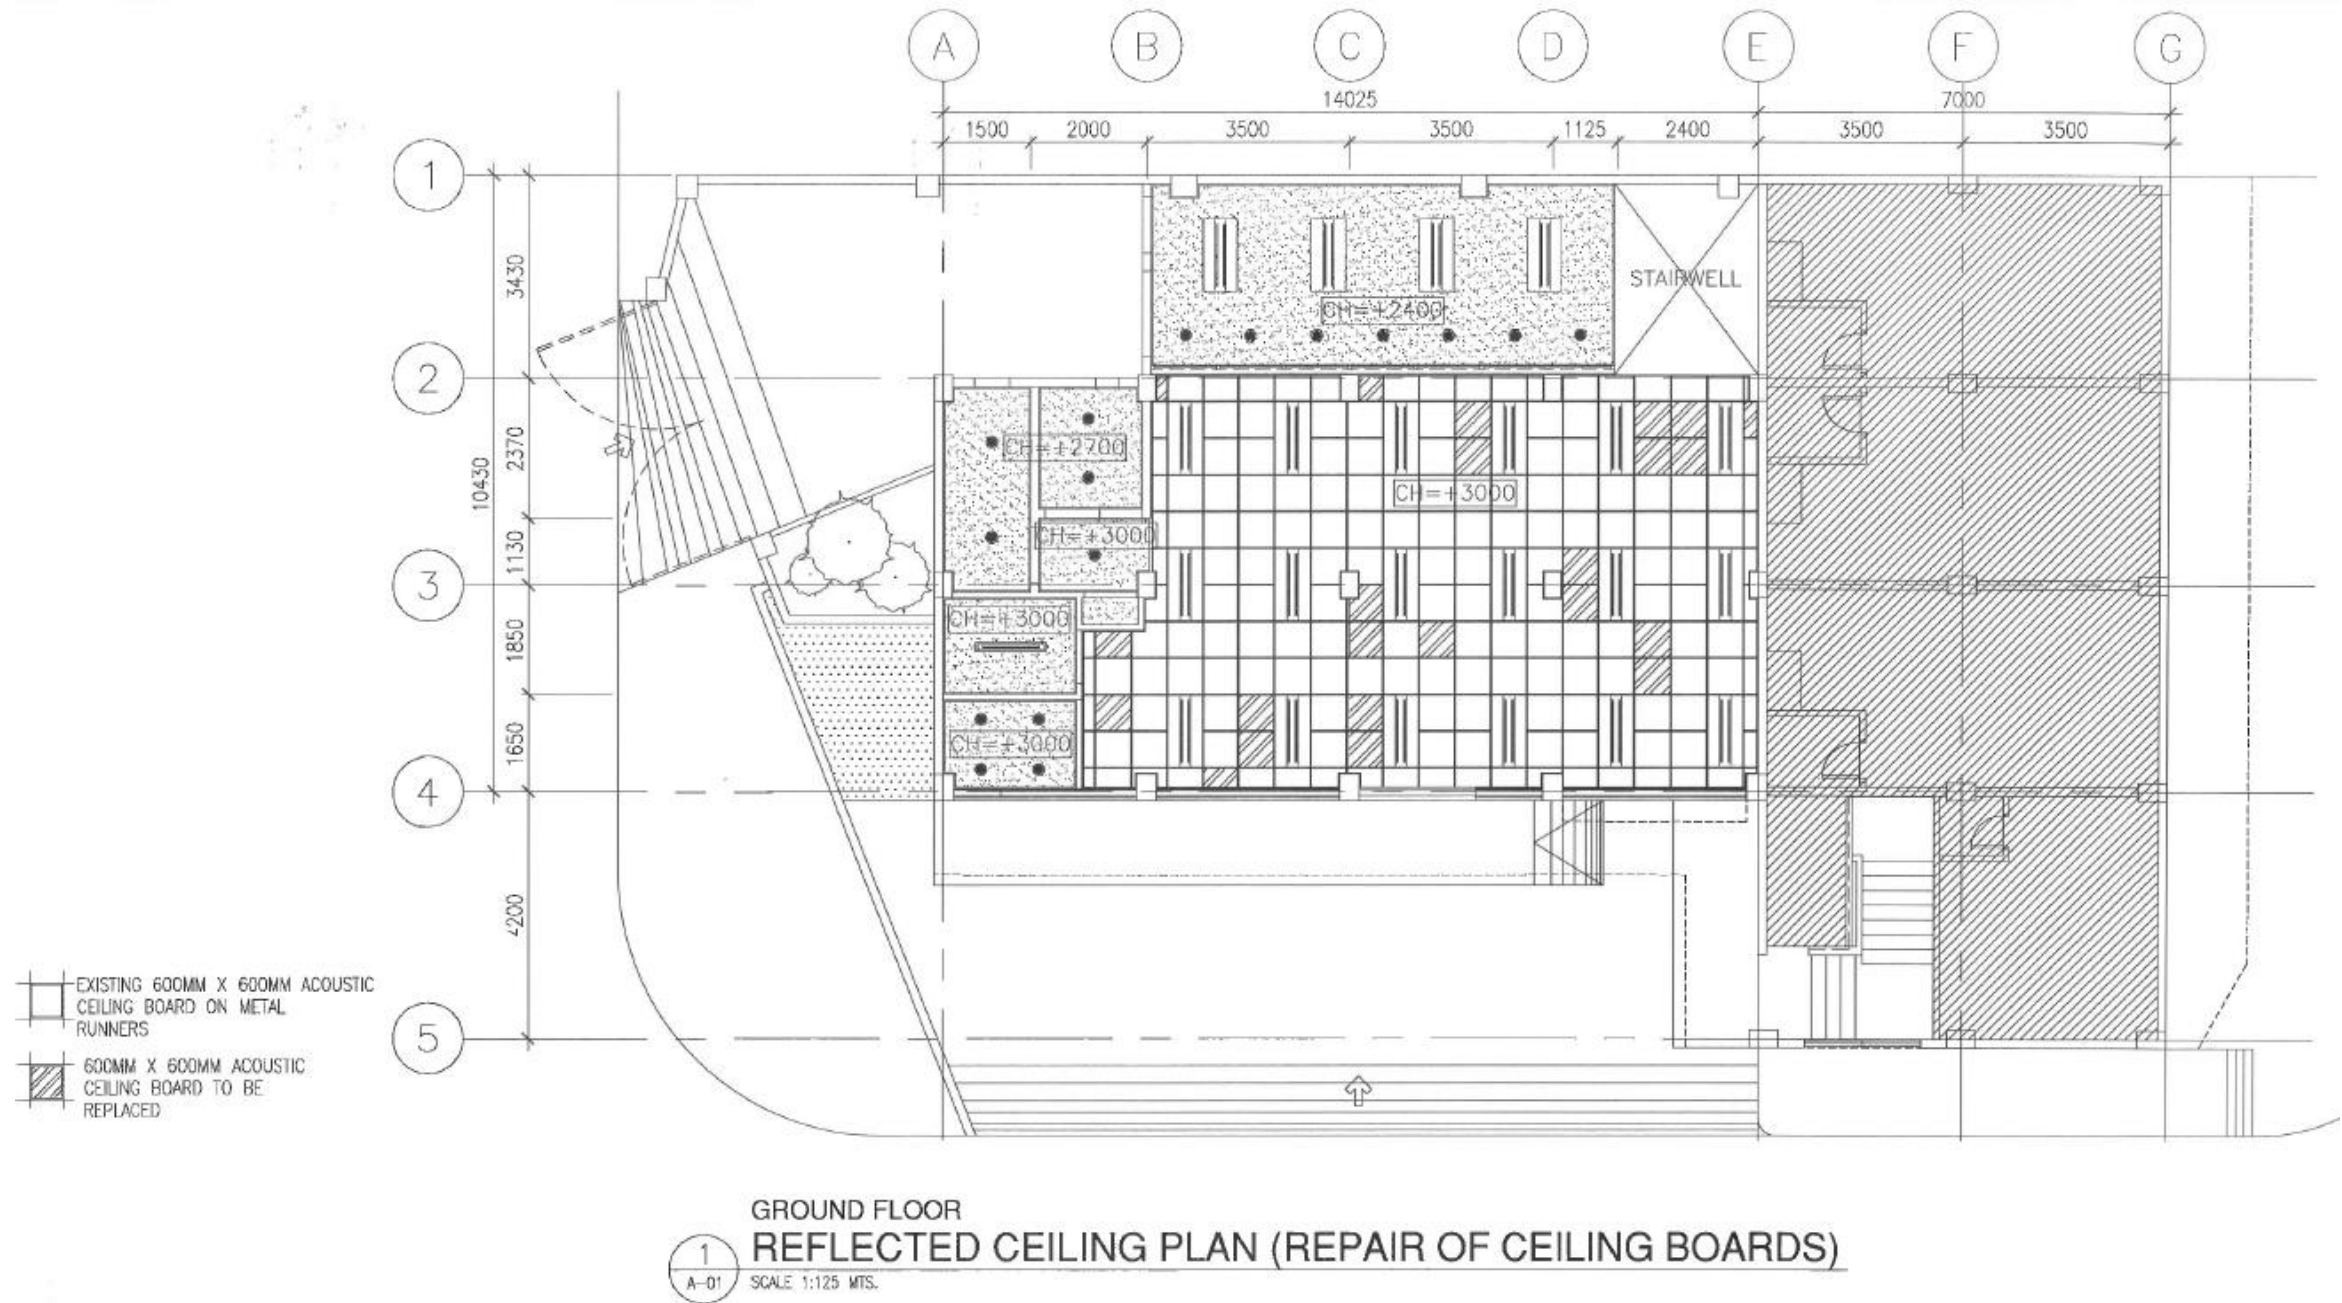 A B C D E F G
14025 7000
1500 2000 3500 3500 1125 2400 3500 3500
1
3430
STAIRWELL
CH=+2400
2
2370
10430
CH=+2700
CH=+3000
1130
CH=+3000
3
CH=+3000
1850
1650
CH=+3000
4
4200
EXISTING 600MM X 600MM ACOUSTIC
CEILING BOARD ON METAL
RUNNERS
5
600MM X 600MM ACOUSTIC
CEILING BOARD TO BE
REPLACED
GROUND FLOOR
1 REFLECTED CEILING PLAN (REPAIR OF CEILING BOARDS)
A-01 SCALE 1:125 MTS.